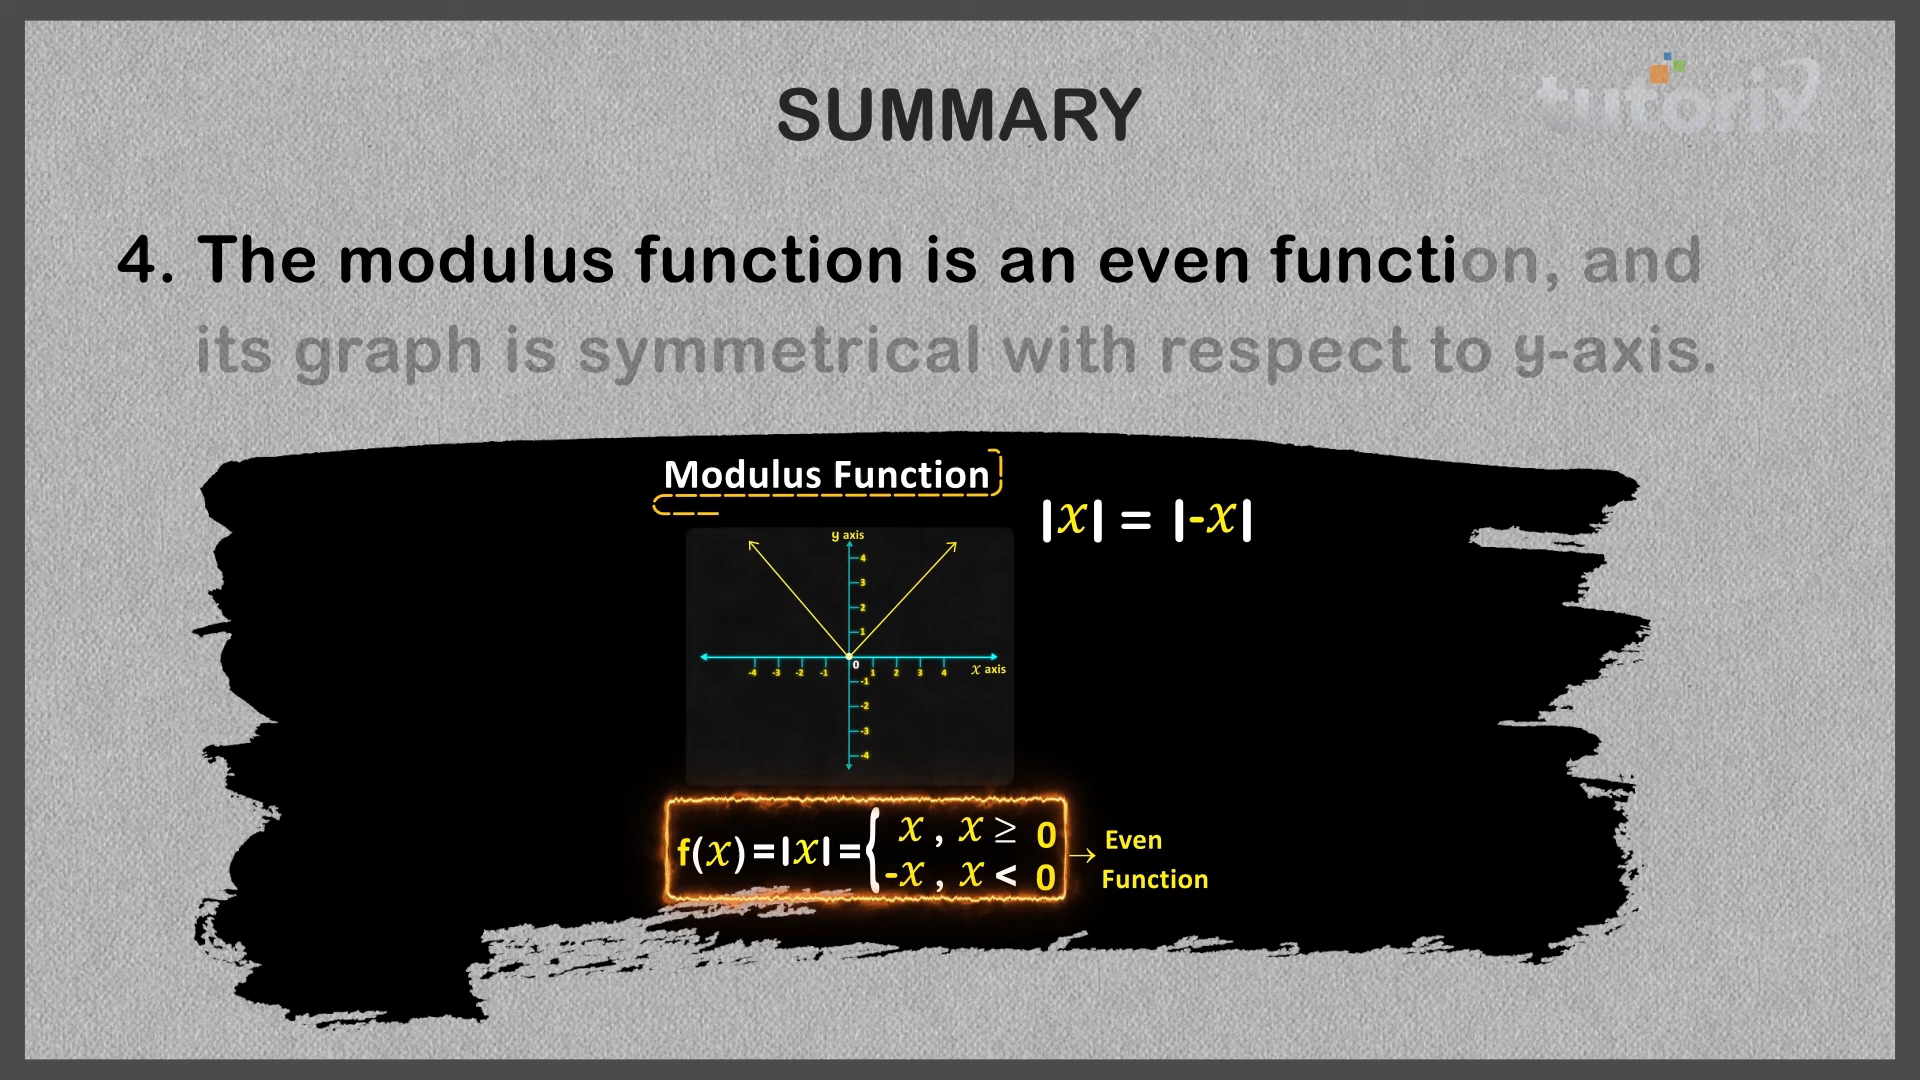 SUMMARY
tutorix
4. The modulus function is an even function, and
its graph is symmetrical with respect to y-axis.
Modulus Function
|x| = |-x|
y axis
4
3
2
1
-4 -3 -2 -1 0 1 2 3 4 x axis
-1
-2
-3
-4
f(x)=|x|={ x , x ≥ 0
-x , x < 0
→ Even
Function